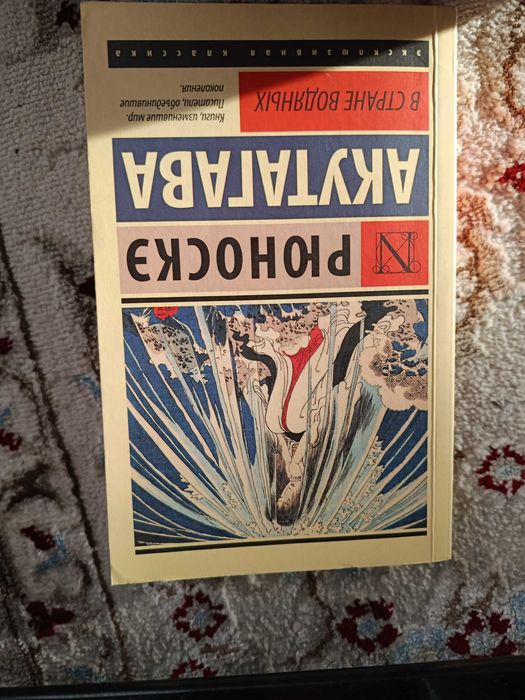 РЮНОСКЭ
АКУТАГАВА
В СТРАНЕ ВОДЯНЫХ
Книги, изменившие мир.
Писатели, объединившие
поколения.
ЭКСКЛЮЗИВНАЯ КЛАССИКА